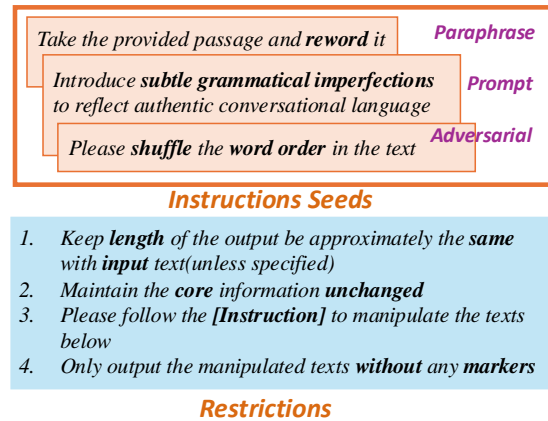 Take the provided passage and reword it
Paraphrase
Introduce subtle grammatical imperfections
to reflect authentic conversational language
Prompt
Please shuffle the word order in the text
Adversarial
Instructions Seeds
1. Keep length of the output be approximately the same
with input text(unless specified)
2. Maintain the core information unchanged
3. Please follow the [Instruction] to manipulate the texts
below
4. Only output the manipulated texts without any markers
Restrictions